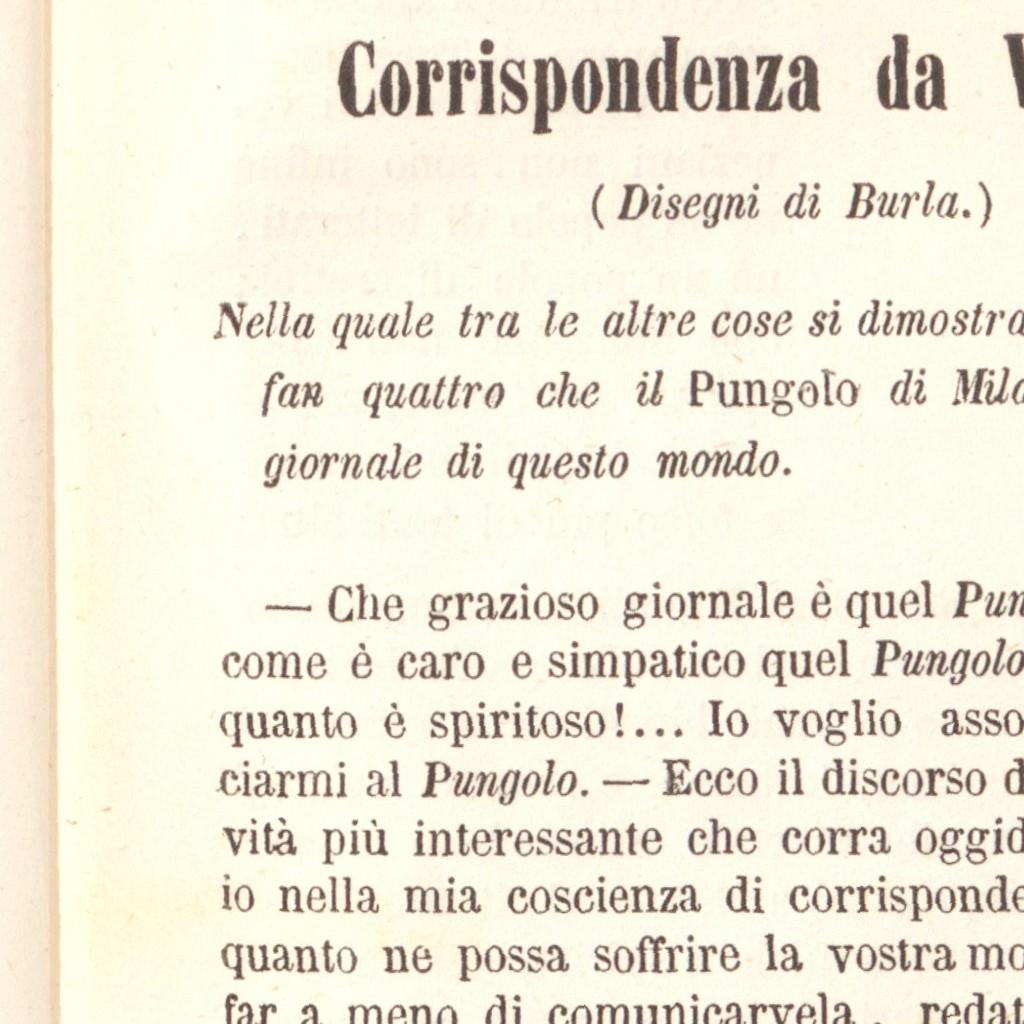 Corrispondenza da V
(Disegni di Burla.)
Nella quale tra le altre cose si dimostra
fan quattro che il Pungolo di Mila
giornale di questo mondo.
— Che grazioso giornale è quel Pun
come è caro e simpatico quel Pungolo
quanto è spiritoso!... Io voglio asso
ciarmi al Pungolo. — Ecco il discorso d
vità più interessante che corra oggid
io nella mia coscienza di corrisponde
quanto ne possa soffrire la vostra mo
far a meno di comunicarvela, redat